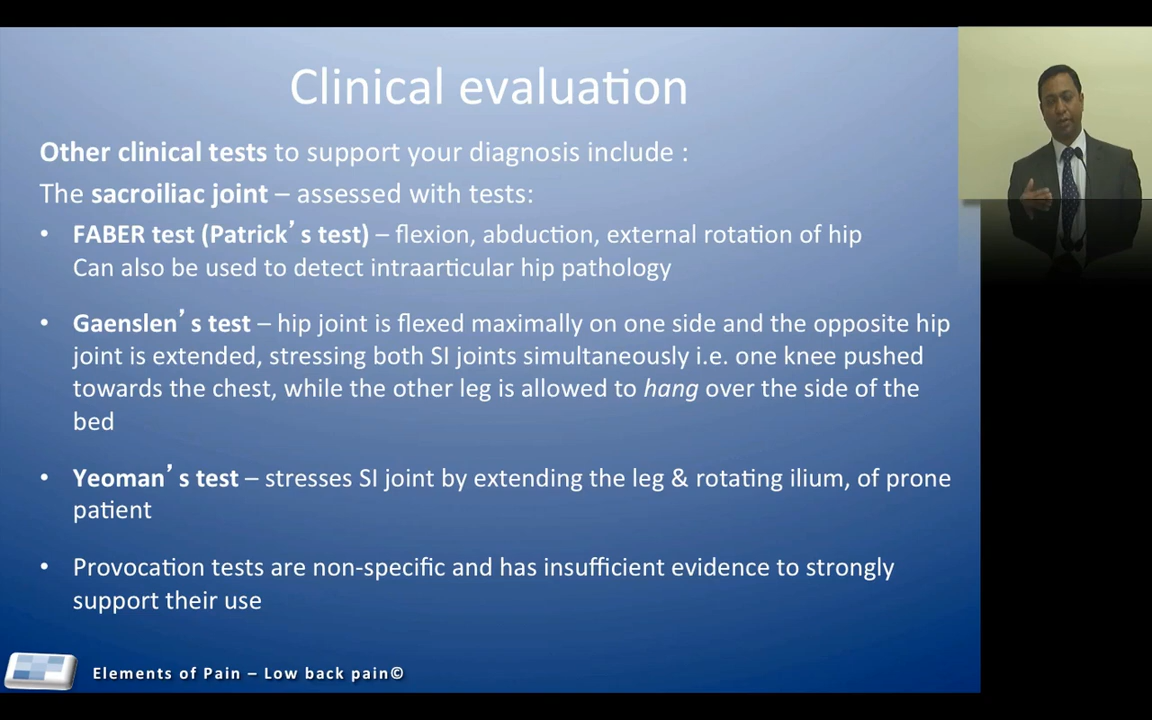 Clinical evaluation
Other clinical tests to support your diagnosis include :
The sacroiliac joint – assessed with tests:
• FABER test (Patrick’s test) – flexion, abduction, external rotation of hip
Can also be used to detect intraarticular hip pathology
• Gaenslen’s test – hip joint is flexed maximally on one side and the opposite hip
joint is extended, stressing both SI joints simultaneously i.e. one knee pushed
towards the chest, while the other leg is allowed to hang over the side of the
bed
• Yeoman’s test – stresses SI joint by extending the leg & rotating ilium, of prone
patient
• Provocation tests are non-specific and has insufficient evidence to strongly
support their use
Elements of Pain – Low back pain©